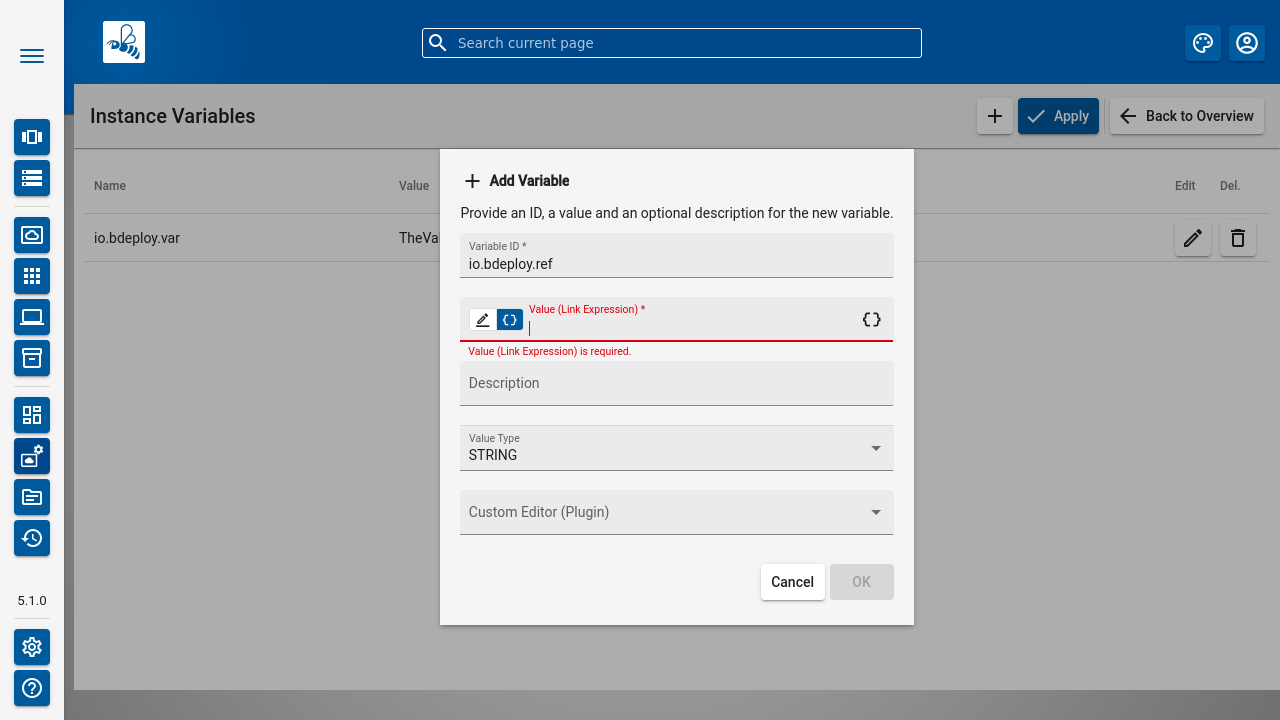 Search current page
Instance Variables
Apply
Back to Overview
Name
Value
Edit
Del.
io.bdeploy.var
TheVa
Add Variable
Provide an ID, a value and an optional description for the new variable.
Variable ID *
io.bdeploy.ref
Value (Link Expression) *
Value (Link Expression) is required.
Description
Value Type
STRING
Custom Editor (Plugin)
Cancel
OK
5.1.0